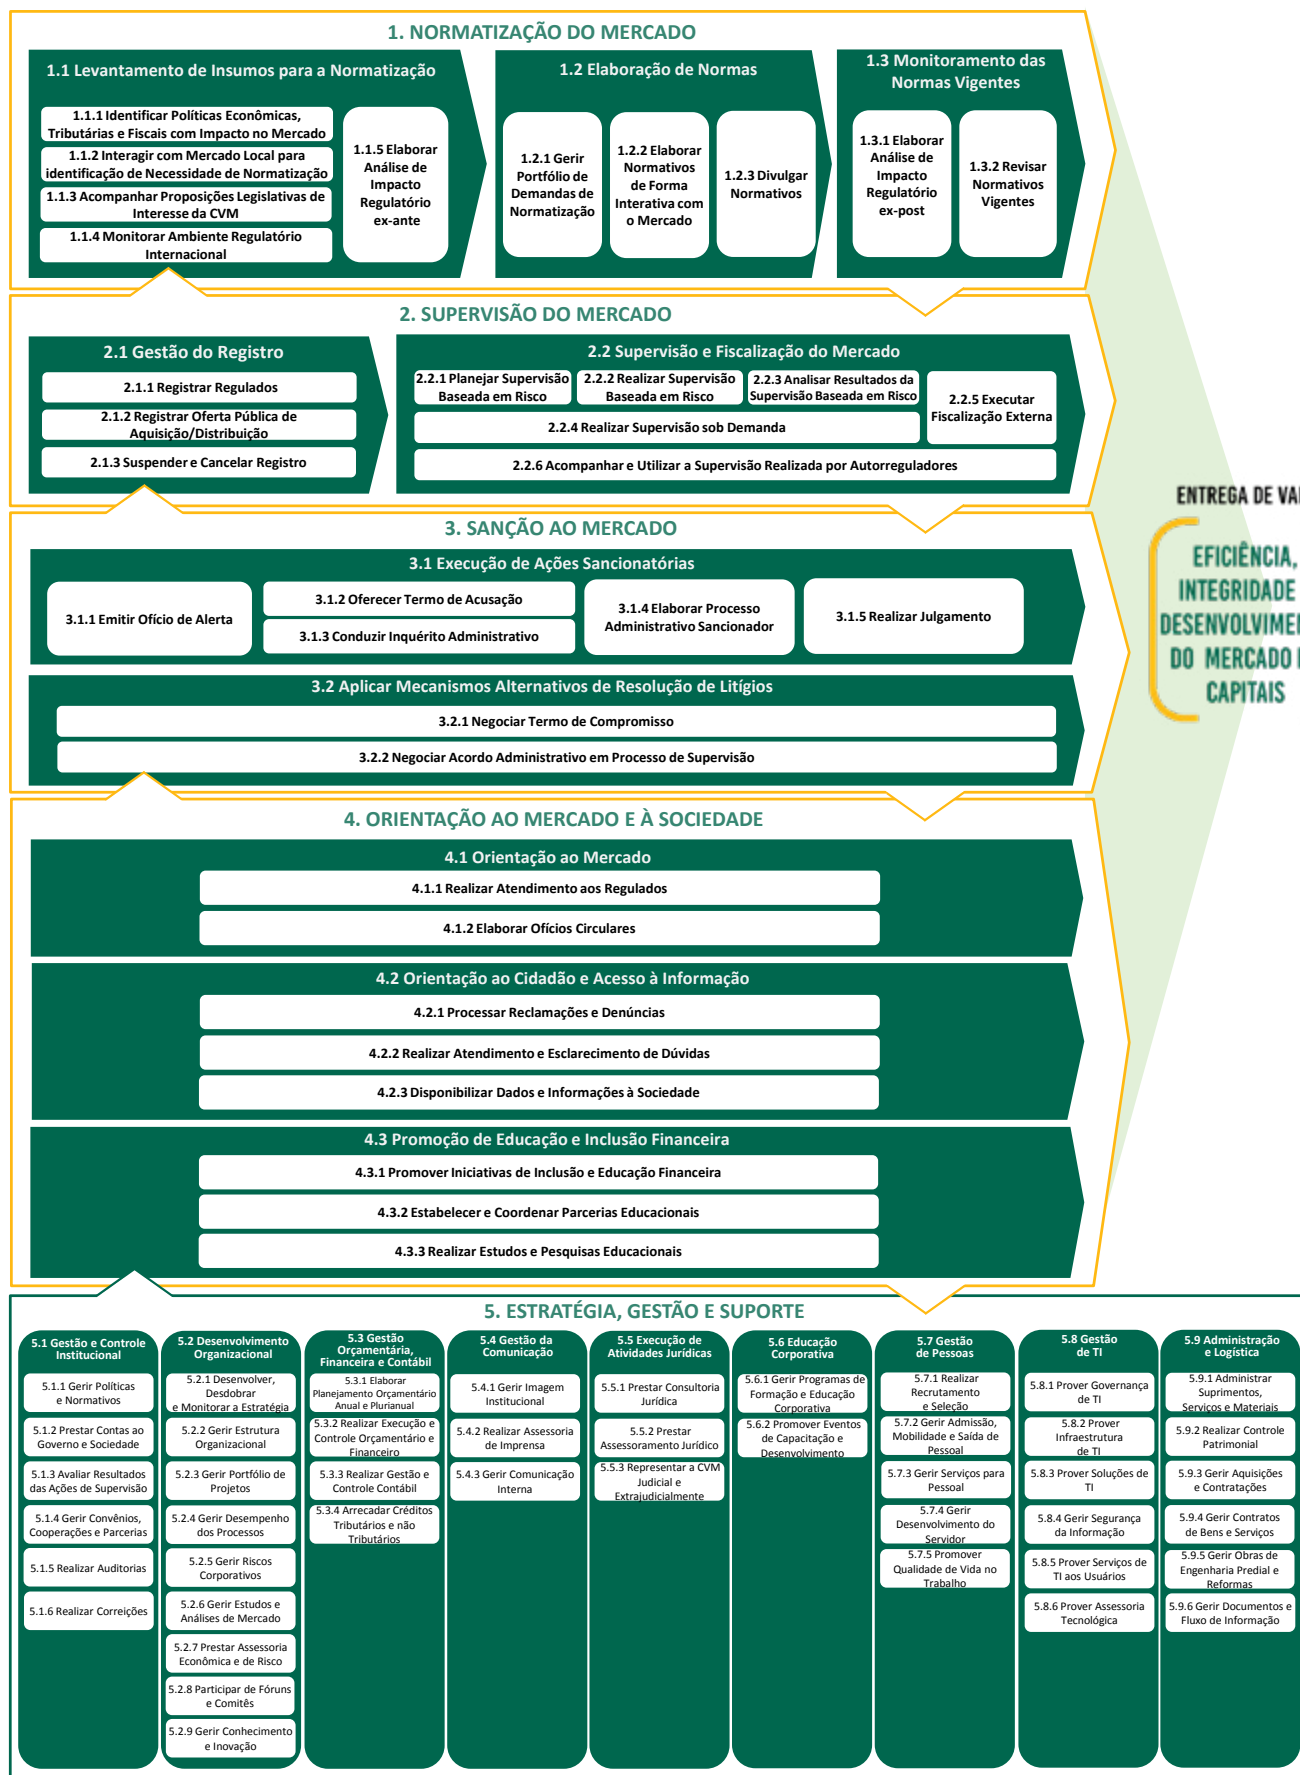 1. NORMATIZAÇÃO DO MERCADO
1.1 Levantamento de Insumos para a Normatização
1.1.1 Identificar Políticas Econômicas,
Tributárias e Fiscais com Impacto no Mercado
1.1.2 Interagir com Mercado Local para
identificação de Necessidade de Normatização
1.1.3 Acompanhar Proposições Legislativas de
Interesse da CVM
1.1.4 Monitorar Ambiente Regulatório
Internacional
1.1.5 Elaborar
Análise de
Impacto
Regulatório
ex-ante
1.2 Elaboração de Normas
1.2.1 Gerir
Portfólio de
Demandas de
Normatização
1.2.2 Elaborar
Normativos
de Forma
Interativa com
o Mercado
1.2.3 Divulgar
Normativos
1.3 Monitoramento das
Normas Vigentes
1.3.1 Elaborar
Análise de
Impacto
Regulatório
ex-post
1.3.2 Revisar
Normativos
Vigentes
2. SUPERVISÃO DO MERCADO
2.1 Gestão do Registro
2.1.1 Registrar Regulados
2.1.2 Registrar Oferta Pública de
Aquisição/Distribuição
2.1.3 Suspender e Cancelar Registro
2.2 Supervisão e Fiscalização do Mercado
2.2.1 Planejar Supervisão
Baseada em Risco
2.2.2 Realizar Supervisão
Baseada em Risco
2.2.3 Analisar Resultados da
Supervisão Baseada em Risco
2.2.4 Realizar Supervisão sob Demanda
2.2.5 Executar
Fiscalização Externa
2.2.6 Acompanhar e Utilizar a Supervisão Realizada por Autorreguladores
3. SANÇÃO AO MERCADO
3.1 Execução de Ações Sancionatórias
3.1.1 Emitir Ofício de Alerta
3.1.2 Oferecer Termo de Acusação
3.1.3 Conduzir Inquérito Administrativo
3.1.4 Elaborar Processo
Administrativo Sancionador
3.1.5 Realizar Julgamento
3.2 Aplicar Mecanismos Alternativos de Resolução de Litígios
3.2.1 Negociar Termo de Compromisso
3.2.2 Negociar Acordo Administrativo em Processo de Supervisão
ENTREGA DE
EFICIÊNCIA,
INTEGRIDADE
DO MERCADO
CAPITAIS
4. ORIENTAÇÃO AO MERCADO E À SOCIEDADE
4.1 Orientação ao Mercado
4.1.1 Realizar Atendimento aos Regulados
4.1.2 Elaborar Ofícios Circulares
4.2 Orientação ao Cidadão e Acesso à Informação
4.2.1 Processar Reclamações e Denúncias
4.2.2 Realizar Atendimento e Esclarecimento de Dúvidas
4.2.3 Disponibilizar Dados e Informações à Sociedade
4.3 Promoção de Educação e Inclusão Financeira
4.3.1 Promover Iniciativas de Inclusão e Educação Financeira
4.3.2 Estabelecer e Coordenar Parcerias Educacionais
4.3.3 Realizar Estudos e Pesquisas Educacionais
5. ESTRATÉGIA, GESTÃO E SUPORTE
5.1 Gestão e Controle
Institucional
5.1.1 Gerir Políticas
e Normativos
5.1.2 Prestar Contas ao
Governo e Sociedade
5.1.3 Avaliar Resultados
das Ações de Supervisão
5.1.4 Gerir Convênios,
Cooperações e Parcerias
5.1.5 Realizar Auditorias
5.1.6 Realizar Correições
5.2 Desenvolvimento
Organizacional
5.2.1 Desenvolver,
Desdobrar
e Monitorar a Estratégia
5.2.2 Gerir Estrutura
Organizacional
5.2.3 Gerir Portfólio de
Projetos
5.2.4 Gerir Desempenho
dos Processos
5.2.5 Gerir Riscos
Corporativos
5.2.6 Gerir Estudos e
Análises de Mercado
5.2.7 Prestar Assessoria
Econômica e de Risco
5.2.8 Participar de Fóruns
e Comitês
5.2.9 Gerir Conhecimento
e Inovação
5.3 Gestão
Orçamentária,
Financeira e Contábil
5.3.1 Elaborar
Planejamento Orçamentário
Anual e Plurianual
5.3.2 Realizar Execução e
Controle Orçamentário e
Financeiro
5.3.3 Realizar Gestão e
Controle Contábil
5.3.4 Arrecadar Créditos
Tributários e não
Tributários
5.4 Gestão da
Comunicação
5.4.1 Gerir Imagem
Institucional
5.4.2 Realizar Assessoria
de Imprensa
5.4.3 Gerir Comunicação
Interna
5.5 Execução de
Atividades Jurídicas
5.5.1 Prestar Consultoria
Jurídica
5.5.2 Prestar
Assessoramento Jurídico
5.5.3 Representar a CVM
Judicial e
Extrajudicialmente
5.6 Educação
Corporativa
5.6.1 Gerir Programas de
Formação e Educação
Corporativa
5.6.2 Promover Eventos
de Capacitação e
Desenvolvimento
5.7 Gestão
de Pessoas
5.7.1 Realizar
Recrutamento
e Seleção
5.7.2 Gerir Admissão,
Mobilidade e Saída de
Pessoal
5.7.3 Gerir Serviços para
Pessoal
5.7.4 Gerir
Desenvolvimento do
Servidor
5.7.5 Promover
Qualidade de Vida no
Trabalho
5.8 Gestão
de TI
5.8.1 Prover Governança
de TI
5.8.2 Prover
Infraestrutura
de TI
5.8.3 Prover Soluções de
TI
5.8.4 Gerir Segurança
da Informação
5.8.5 Prover Serviços de
TI aos Usuários
5.8.6 Prover Assessoria
Tecnológica
5.9 Administração
e Logística
5.9.1 Administrar
Suprimentos,
Serviços e Materiais
5.9.2 Realizar Controle
Patrimonial
5.9.3 Gerir Aquisições
e Contratações
5.9.4 Gerir Contratos
de Bens e Serviços
5.9.5 Gerir Obras de
Engenharia Predial e
Reformas
5.9.6 Gerir Documentos e
Fluxo de Informação